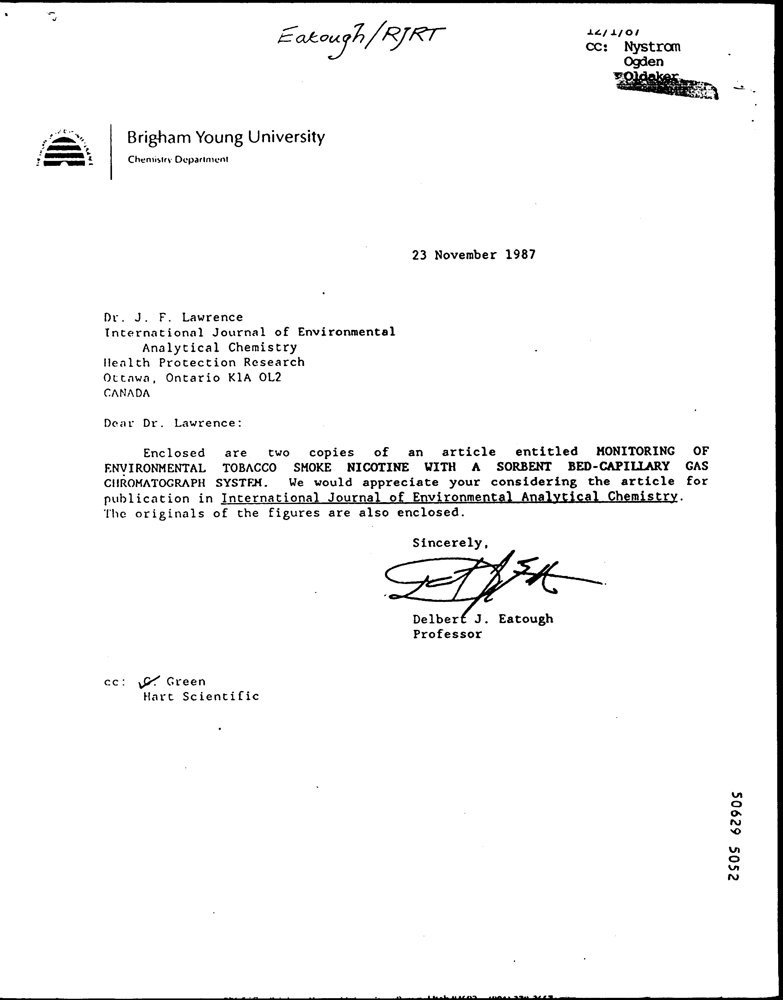 Eatough/RJRT
12/1/87
cc: Nystrom
Ogden
Oldaker
Brigham Young University
Chemistry Department
23 November 1987
Dr. J. F. Lawrence
International Journal of Environmental
Analytical Chemistry
Health Protection Research
Ottawa, Ontario K1A OL2
CANADA
Dear Dr. Lawrence:
Enclosed are two copies of an article entitled MONITORING OF
ENVIRONMENTAL TOBACCO SMOKE NICOTINE WITH A SORBENT BED-CAPILLARY GAS
CHROMATOGRAPH SYSTEM. We would appreciate your considering the article for
publication in International Journal of Environmental Analytical Chemistry.
The originals of the figures are also enclosed.
Sincerely,
Delbert J. Eatough
Professor
cc: G. Green
Hart Scientific
50629 5052